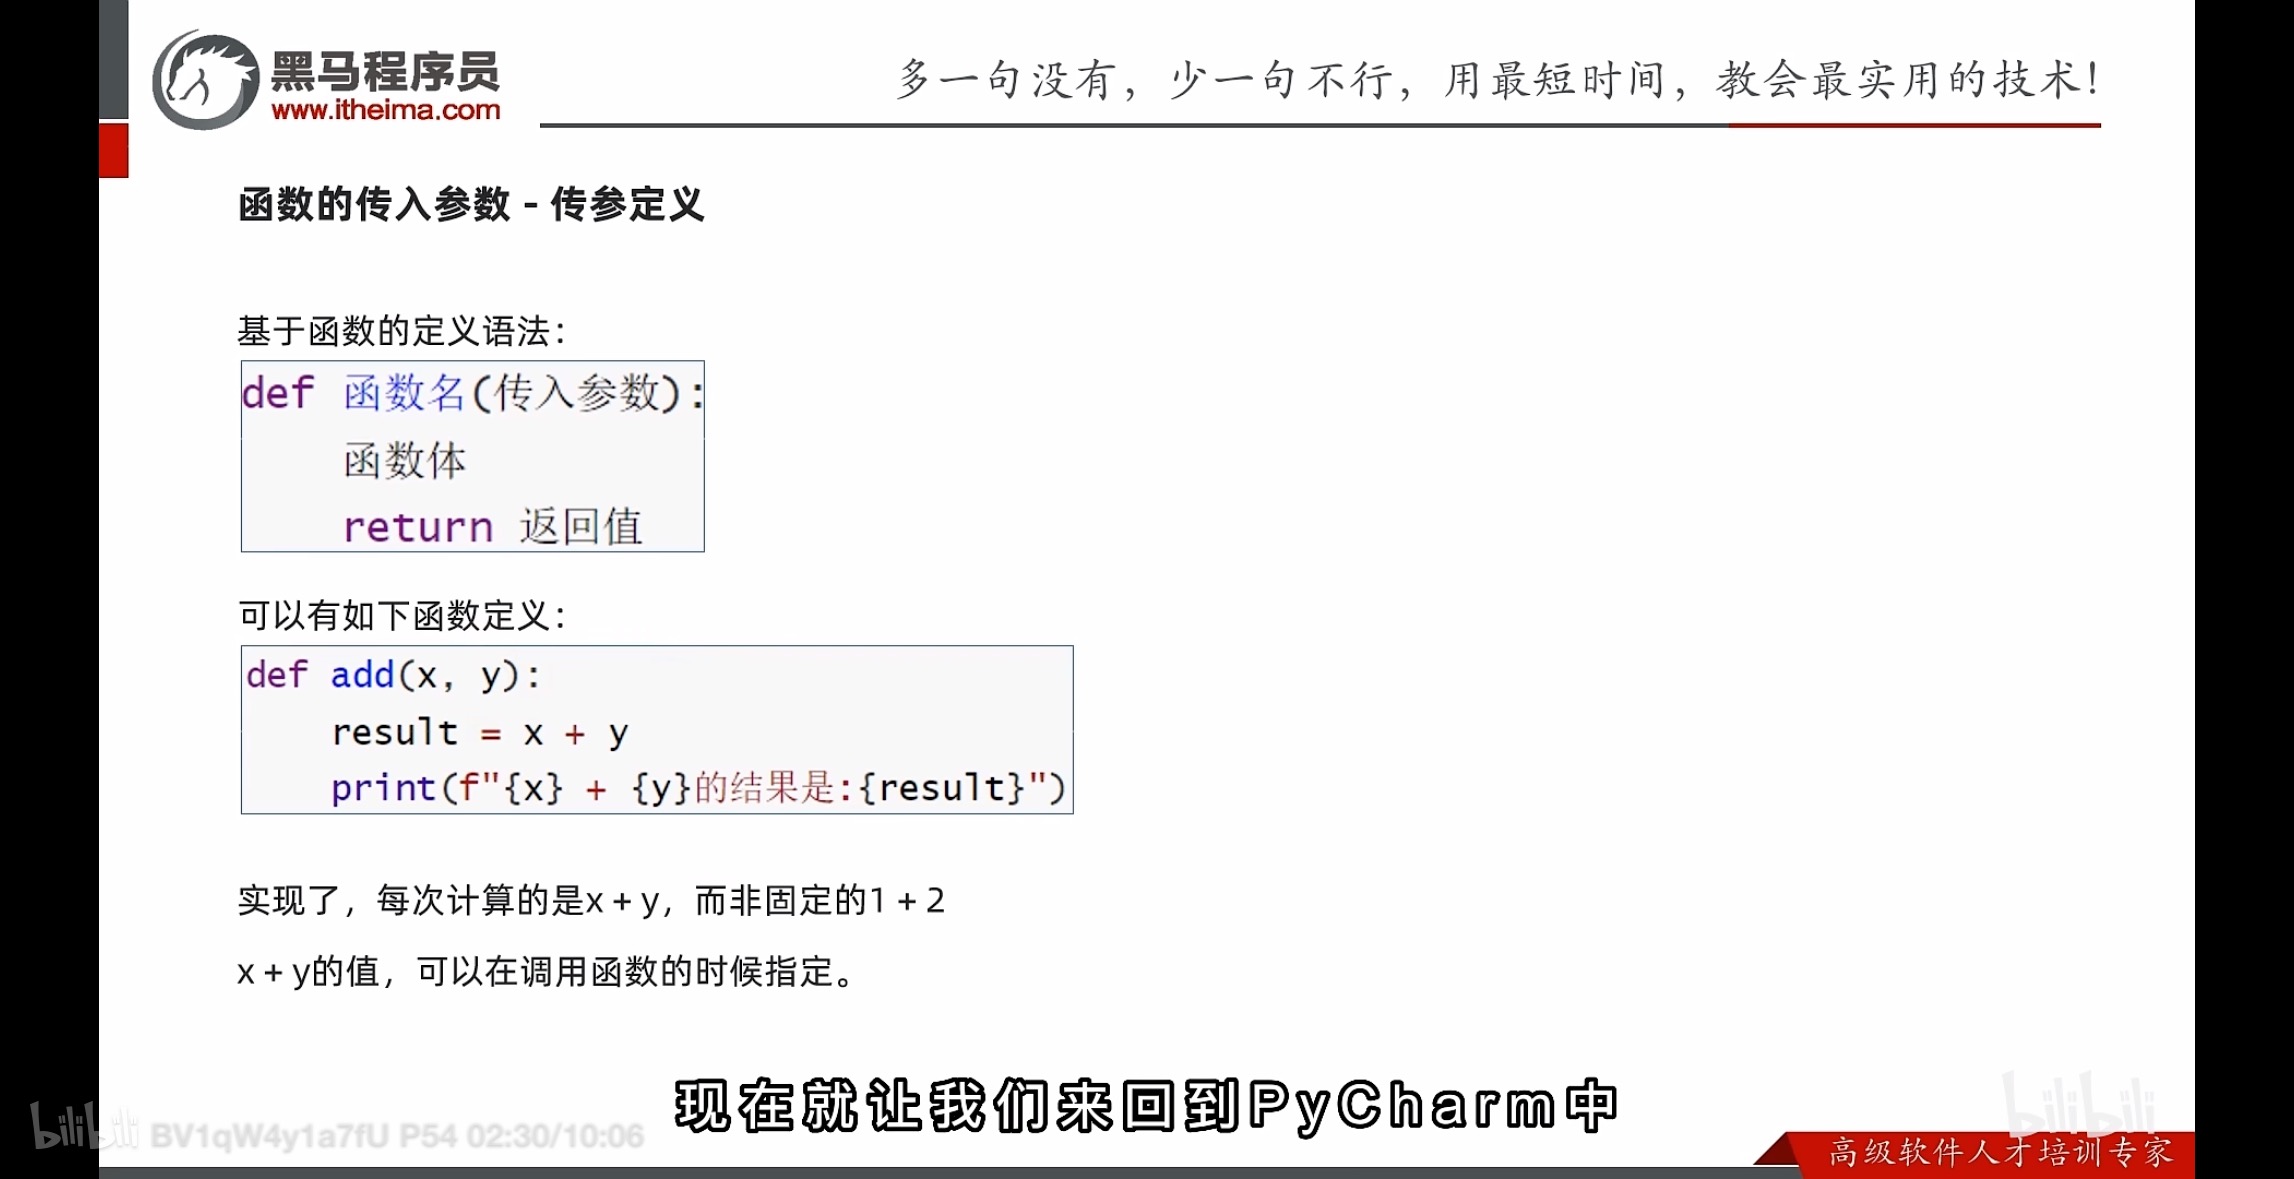 黑马程序员
www.itheima.com
多一句没有，少一句不行，用最短时间，教会最实用的技术！
函数的传入参数 - 传参定义
基于函数的定义语法：
def 函数名(传入参数):
    函数体
    return 返回值
可以有如下函数定义：
def add(x, y):
    result = x + y
    print(f"{x} + {y}的结果是:{result}")
实现了，每次计算的是x + y，而非固定的1 + 2
x + y的值，可以在调用函数的时候指定。
现在就让我们来回到PyCharm中
bilibili BV1qW4y1a7fU P54 02:30/10:06
bilibili
高级软件人才培训专家